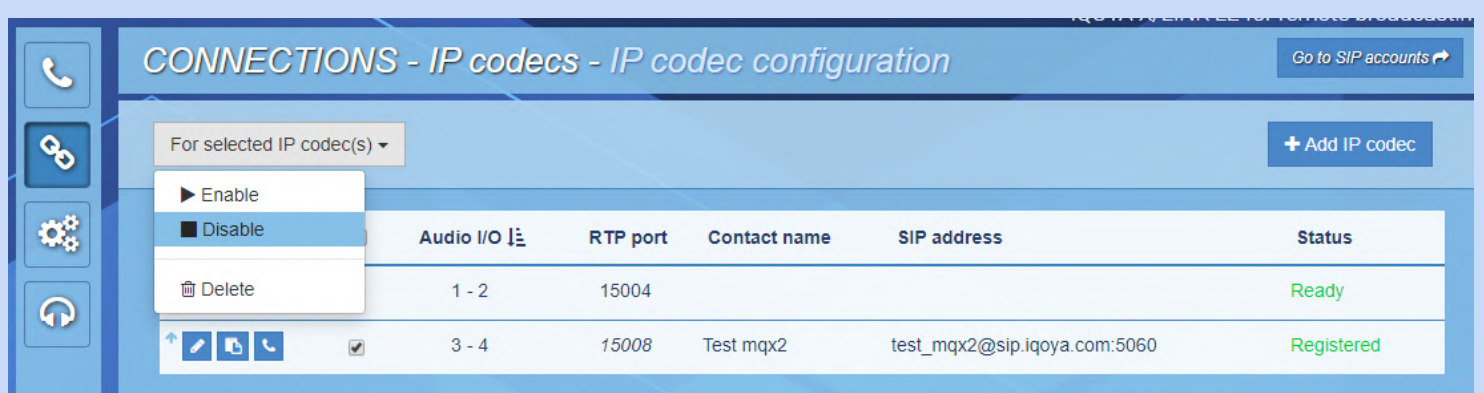 CONNECTIONS - IP codecs - IP codec configuration
Go to SIP accounts
For selected IP codec(s)
Add IP codec
Enable
Disable
Delete
Audio I/O RTP port Contact name SIP address Status
1 - 2 15004 Ready
3 - 4 15008 Test mqx2 test_mqx2@sip.iqoya.com:5060 Registered